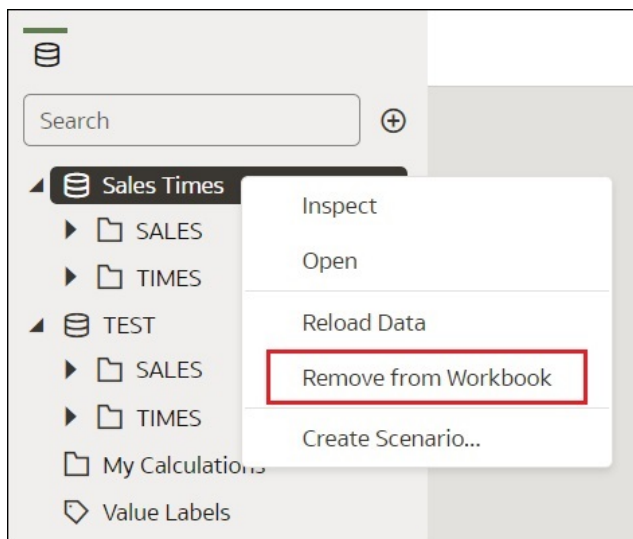 Search
Sales Times
Inspect
SALES
Open
TIMES
TEST
Reload Data
SALES
Remove from Workbook
TIMES
Create Scenario...
My Calculations
Value Labels